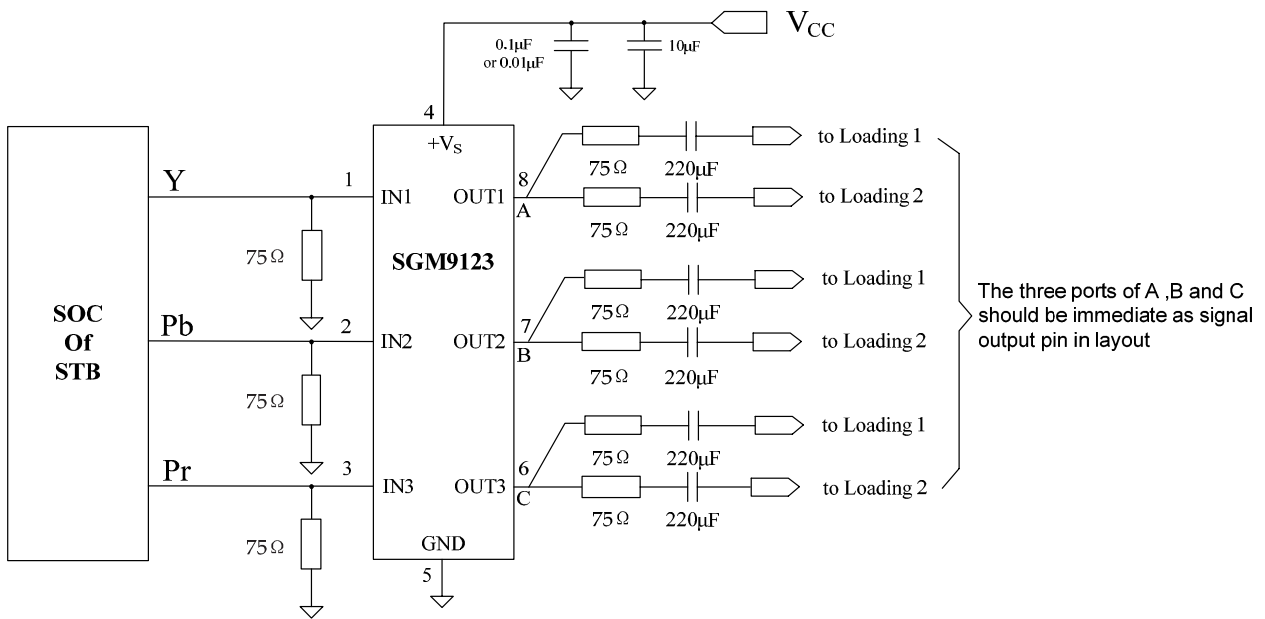 V_CC
0.1µF
or 0.01µF
10µF
4
+V_S
to Loading 1
75Ω
220µF
Y
1
IN1
OUT1
8
A
to Loading 2
75Ω
220µF
75Ω
SGM9123
to Loading 1
75Ω
220µF
SOC
Of
STB
Pb
2
IN2
OUT2
7
B
to Loading 2
75Ω
220µF
The three ports of A ,B and C
should be immediate as signal
output pin in layout
75Ω
to Loading 1
75Ω
220µF
Pr
3
IN3
OUT3
6
C
to Loading 2
75Ω
220µF
75Ω
GND
5